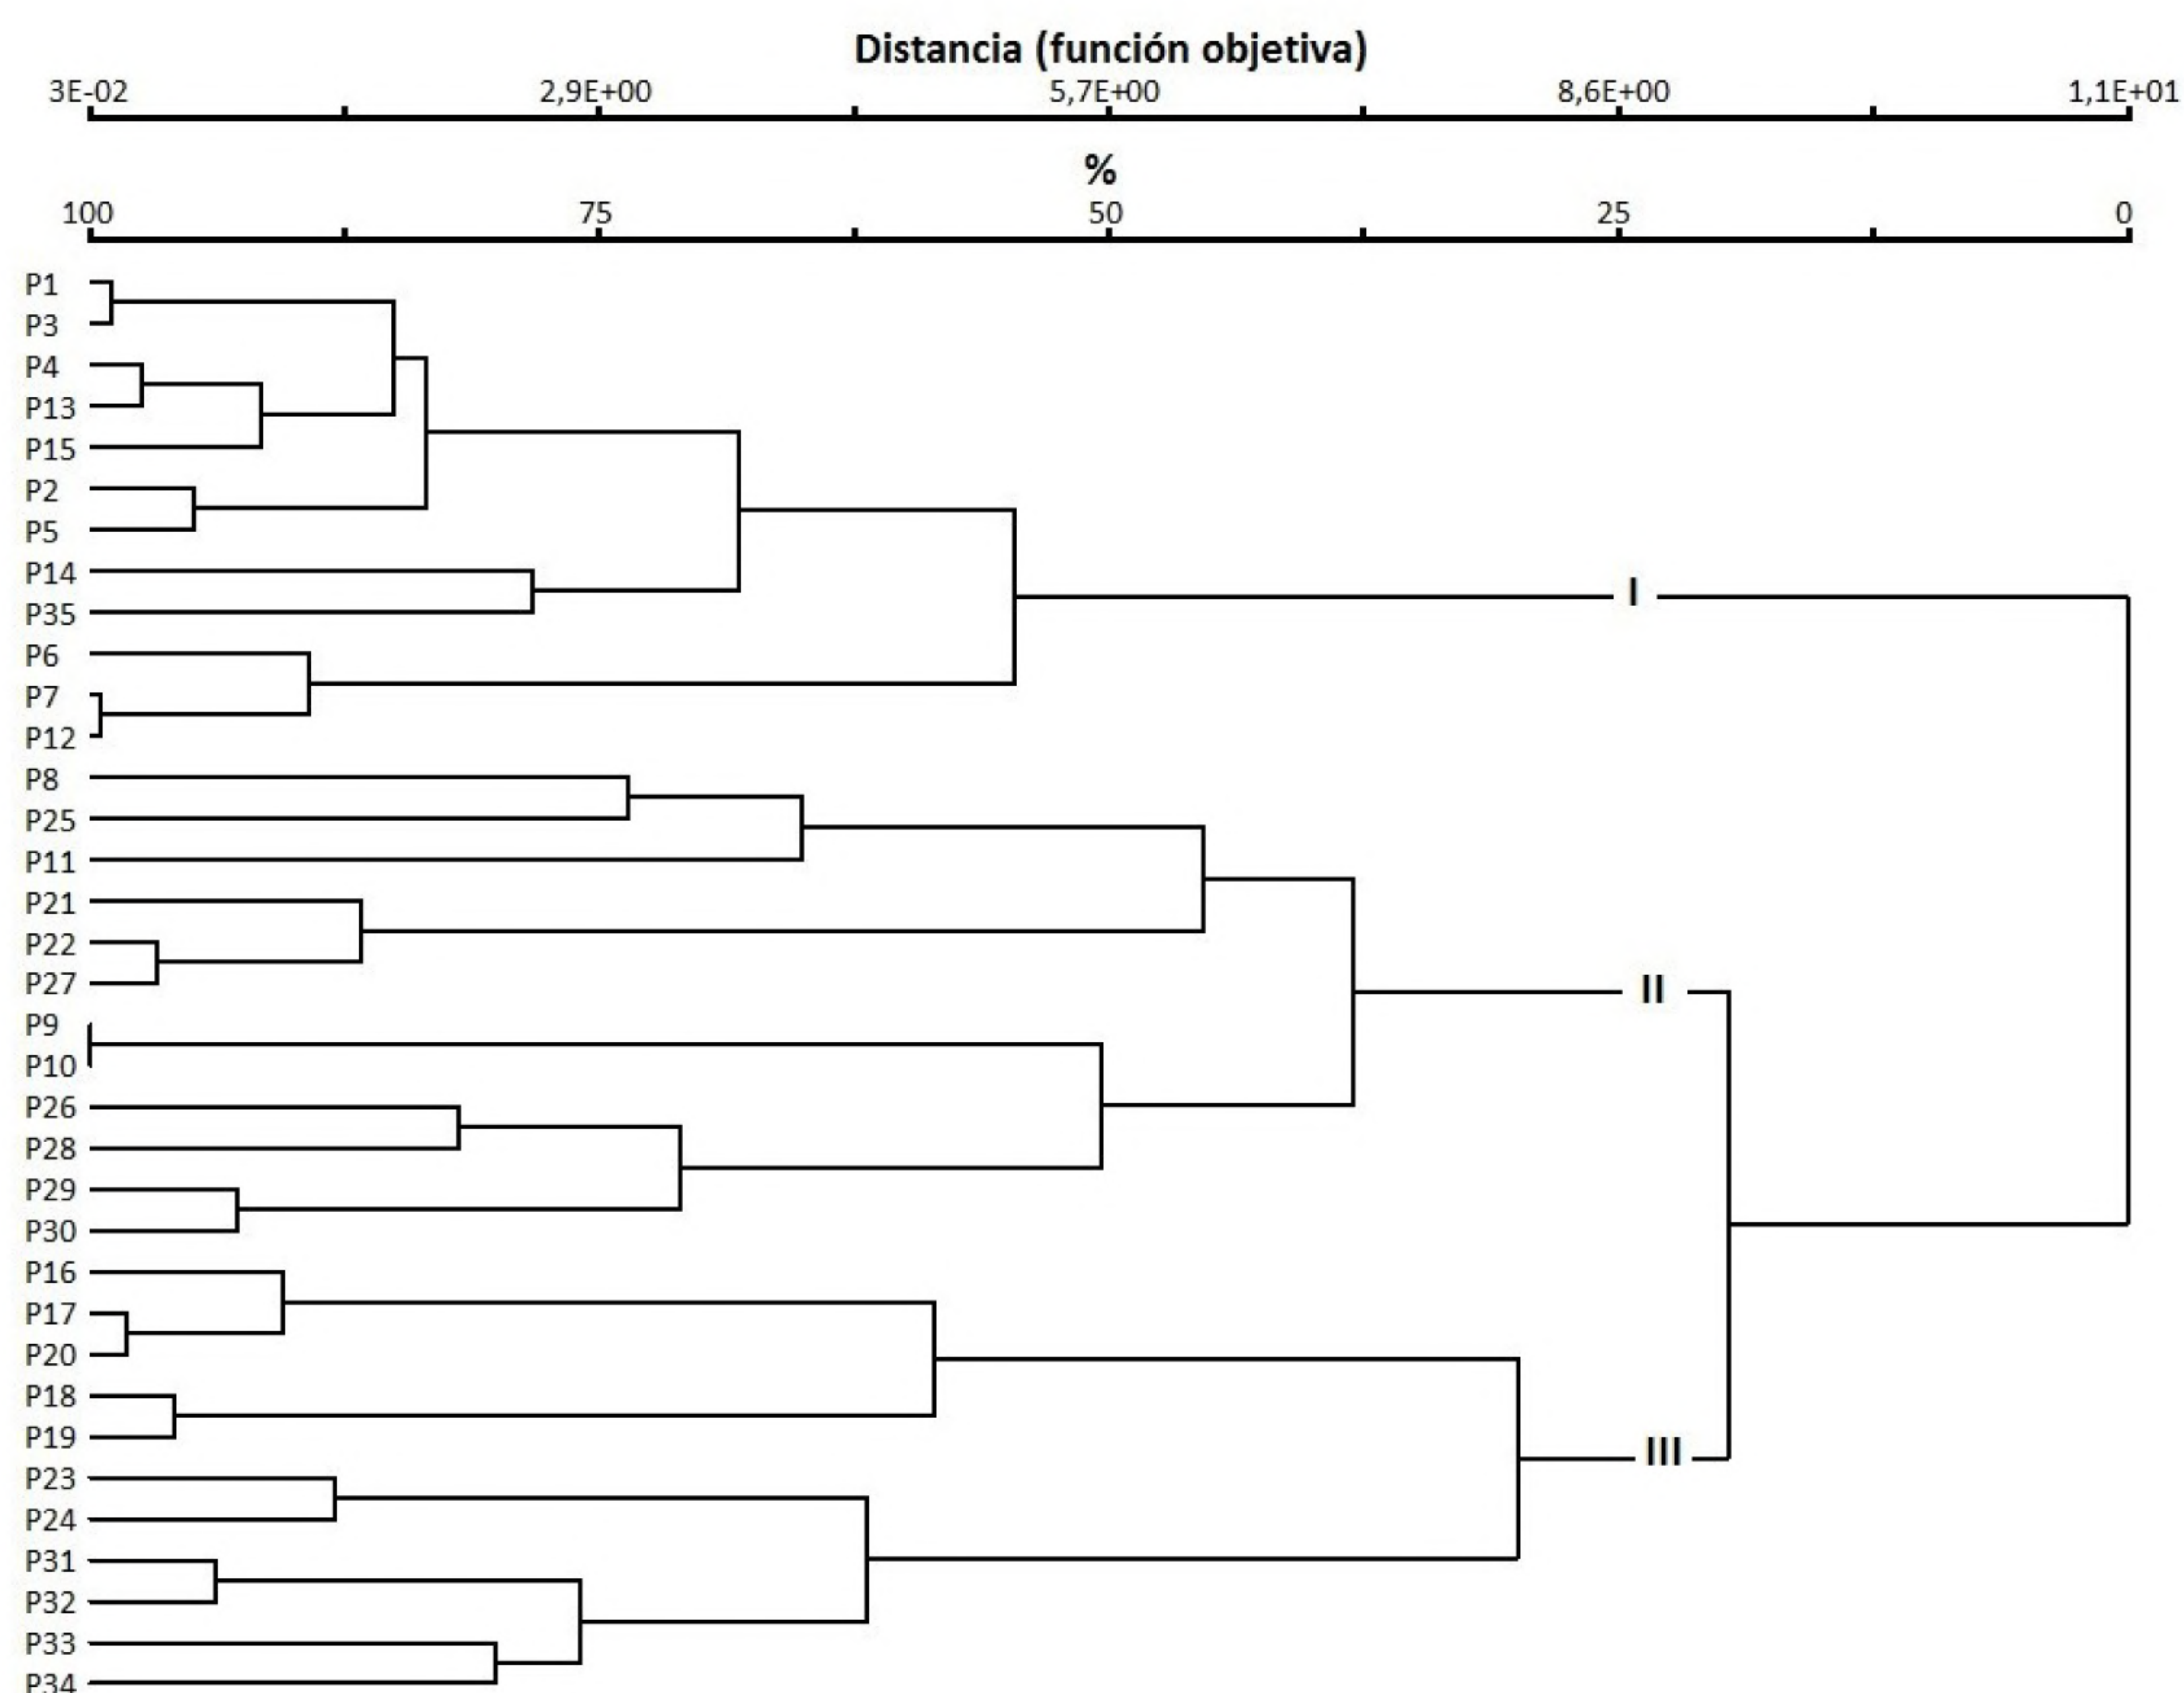 Distancia (función objetiva)
3E-02 2,9E+00 5,7E+00 8,6E+00 1,1E+01
%
100 75 50 25 0
P1
P3
P4
P13
P15
P2
P5
P14
P35
I
P6
P7
P12
P8
P25
P11
P21
P22
P27
II
P9
P10
P26
P28
P29
P30
P16
P17
P20
P18
P19
III
P23
P24
P31
P32
P33
P34